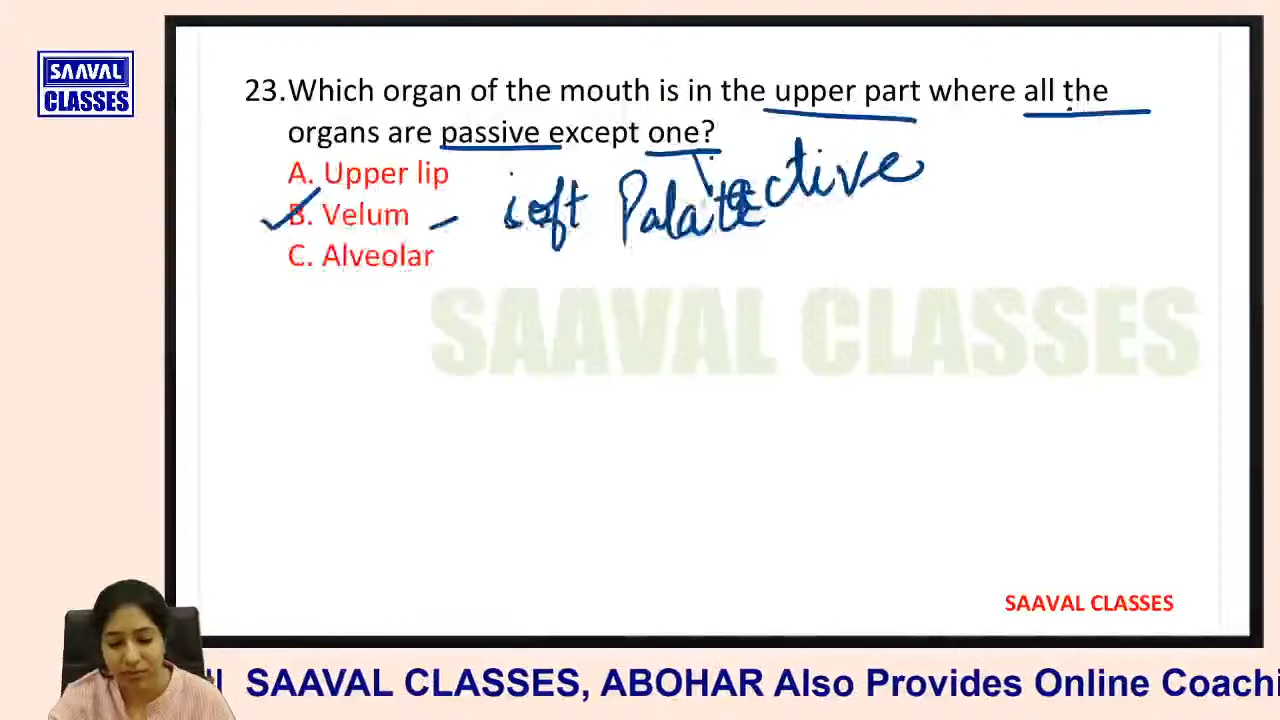 SAAVAL
CLASSES
23.Which organ of the mouth is in the upper part where all the
organs are passive except one?
A. Upper lip
B. Velum – soft Palate active
C. Alveolar
SAAVAL CLASSES
SAAVAL CLASSES
SAAVAL CLASSES, ABOHAR Also Provides Online Coachi